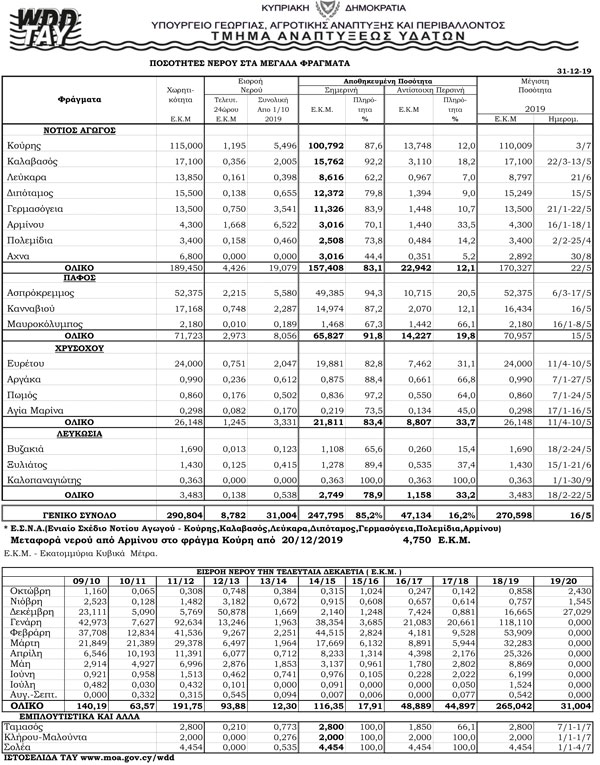 WDD
TAY
ΚΥΠΡΙΑΚΗ ΔΗΜΟΚΡΑΤΙΑ
ΥΠΟΥΡΓΕΙΟ ΓΕΩΡΓΙΑΣ, ΑΓΡΟΤΙΚΗΣ ΑΝΑΠΤΥΞΗΣ ΚΑΙ ΠΕΡΙΒΑΛΛΟΝΤΟΣ
ΤΜΗΜΑ ΑΝΑΠΤΥΞΕΩΣ ΥΔΑΤΩΝ
ΠΟΣΟΤΗΤΕΣ ΝΕΡΟΥ ΣΤΑ ΜΕΓΑΛΑ ΦΡΑΓΜΑΤΑ
31-12-19
Εισροή Αποθηκευμένη Ποσότητα Μέγιστη
Χωρητι- Νερού Σημερινή Αντίστοιχη Περσινή Ποσότητα
Φράγματα κότητα Τελευτ. Συνολική Ε.Κ.Μ. Πληρό- Ε.Κ.Μ Πληρό-
24ώρου Από 1/10 τητα τητα 2019
Ε.Κ.Μ Ε.Κ.Μ 2019 % % Ε.Κ.Μ Ημερομ.
ΝΟΤΙΟΣ ΑΓΩΓΟΣ
Κούρης 115,000 1,195 5,496 100,792 87,6 13,748 12,0 110,009 3/7
Καλαβασός 17,100 0,356 2,005 15,762 92,2 3,110 18,2 17,100 22/3-13/5
Λεύκαρα 13,850 0,161 0,398 8,616 62,2 0,967 7,0 8,797 21/6
Διπόταμος 15,500 0,138 0,655 12,372 79,8 1,394 9,0 15,249 15/5
Γερμασόγεια 13,500 0,750 3,541 11,326 83,9 1,448 10,7 13,500 21/1-22/5
Αρμίνου 4,300 1,668 6,522 3,016 70,1 1,440 33,5 4,300 16/1-18/1
Πολεμίδια 3,400 0,158 0,460 2,508 73,8 0,484 14,2 3,400 2/2-25/4
Αχνα 6,800 0,000 0,000 3,016 44,4 0,351 5,2 2,892 30/8
ΟΛΙΚΟ 189,450 4,426 19,079 157,408 83,1 22,942 12,1 170,327 22/5
ΠΑΦΟΣ
Ασπρόκρεμμος 52,375 2,215 5,580 49,385 94,3 10,715 20,5 52,375 6/3-17/5
Κανναβιού 17,168 0,748 2,287 14,974 87,2 2,070 12,1 16,434 16/5
Μαυροκόλυμπος 2,180 0,010 0,189 1,468 67,3 1,442 66,1 2,180 16/1-8/5
ΟΛΙΚΟ 71,723 2,973 8,056 65,827 91,8 14,227 19,8 70,957 15/5
ΧΡΥΣΟΧΟΥ
Ευρέτου 24,000 0,751 2,047 19,881 82,8 7,462 31,1 24,000 11/4-10/5
Αργάκα 0,990 0,236 0,612 0,875 88,4 0,661 66,8 0,990 7/1-27/5
Πωμός 0,860 0,176 0,502 0,836 97,2 0,550 64,0 0,860 7/1-24/5
Αγία Μαρίνα 0,298 0,082 0,170 0,219 73,5 0,134 45,0 0,298 17/1-16/5
ΟΛΙΚΟ 26,148 1,245 3,331 21,811 83,4 8,807 33,7 26,148 11/4-10/5
ΛΕΥΚΩΣΙΑ
Βυζακιά 1,690 0,013 0,123 1,108 65,6 0,260 15,4 1,690 18/2-24/5
Ξυλιάτος 1,430 0,125 0,415 1,278 89,4 0,535 37,4 1,430 15/1-21/6
Καλοπαναγιώτης 0,363 0,000 0,000 0,363 100,0 0,363 100,0 0,363 1/1-30/9
ΟΛΙΚΟ 3,483 0,138 0,538 2,749 78,9 1,158 33,2 3,483 18/2-22/5
ΓΕΝΙΚΟ ΣΥΝΟΛΟ 290,804 8,782 31,004 247,795 85,2% 47,134 16,2% 270,598 16/5
* Ε.Σ.Ν.Α.(Ενιαίο Σχέδιο Νοτίου Αγωγού - Κούρης,Καλαβασός,Λεύκαρα,Διπόταμος,Γερμασόγεια,Πολεμίδια,Αρμίνου)
Μεταφορά νερού από Αρμίνου στο φράγμα Κούρη από 20/12/2019 4,750 Ε.Κ.Μ.
Ε.Κ.Μ. - Εκατομμύρια Κυβικά Μέτρα.
ΕΙΣΡΟΗ ΝΕΡΟΥ ΤΗΝ ΤΕΛΕΥΤΑΙΑ ΔΕΚΑΕΤΙΑ ( Ε.Κ.Μ. )
09/10 10/11 11/12 12/13 13/14 14/15 15/16 16/17 17/18 18/19 19/20
Οκτώβρη 1,160 0,065 0,308 0,748 0,384 0,315 1,024 0,247 0,142 0,858 2,430
Νιόβρη 2,523 0,128 1,482 3,182 0,672 0,915 0,608 0,657 0,614 0,757 1,545
Δεκέμβρη 23,111 5,090 5,769 50,878 1,669 2,140 1,248 7,424 0,881 16,665 27,029
Γενάρη 42,973 7,627 92,634 13,246 1,963 38,354 3,685 21,083 20,661 118,110 0,000
Φεβράρη 37,708 12,834 41,536 9,267 2,251 44,515 2,824 4,181 9,528 53,909 0,000
Μάρτη 21,849 21,389 29,378 6,497 1,964 17,669 6,132 8,991 5,944 32,283 0,000
Απρίλη 6,546 10,193 11,391 6,077 0,712 8,233 1,314 4,398 2,176 25,326 0,000
Μάη 2,914 4,927 6,996 2,876 1,853 3,137 0,961 1,780 2,802 8,869 0,000
Ιούνη 0,921 0,958 1,513 0,462 0,741 0,976 0,105 0,228 2,022 6,199 0,000
Ιούλη 0,482 0,030 0,432 0,101 0,000 0,091 0,000 0,000 0,050 1,524 0,000
Αυγ.-Σεπτ. 0,000 0,332 0,315 0,545 0,094 0,007 0,006 0,000 0,077 0,542 0,000
ΟΛΙΚΟ 140,19 63,57 191,75 93,88 12,30 116,35 17,91 48,889 44,897 265,042 31,004
ΕΜΠΛΟΥΤΙΣΤΙΚΑ ΚΑΙ ΑΛΛΑ
Ταμασός 2,800 0,210 0,773 2,800 100,0 1,850 66,1 2,800 7/1-1/7
Κλήρου-Μαλούντα 2,000 0,000 0,276 2,000 100,0 2,000 100,0 2,000 1/1-1/7
Σολέα 4,454 0,000 0,535 4,454 100,0 4,454 100,0 4,454 1/1-4/7
ΙΣΤΟΣΕΛΙΔΑ ΤΑΥ www.moa.gov.cy/wdd